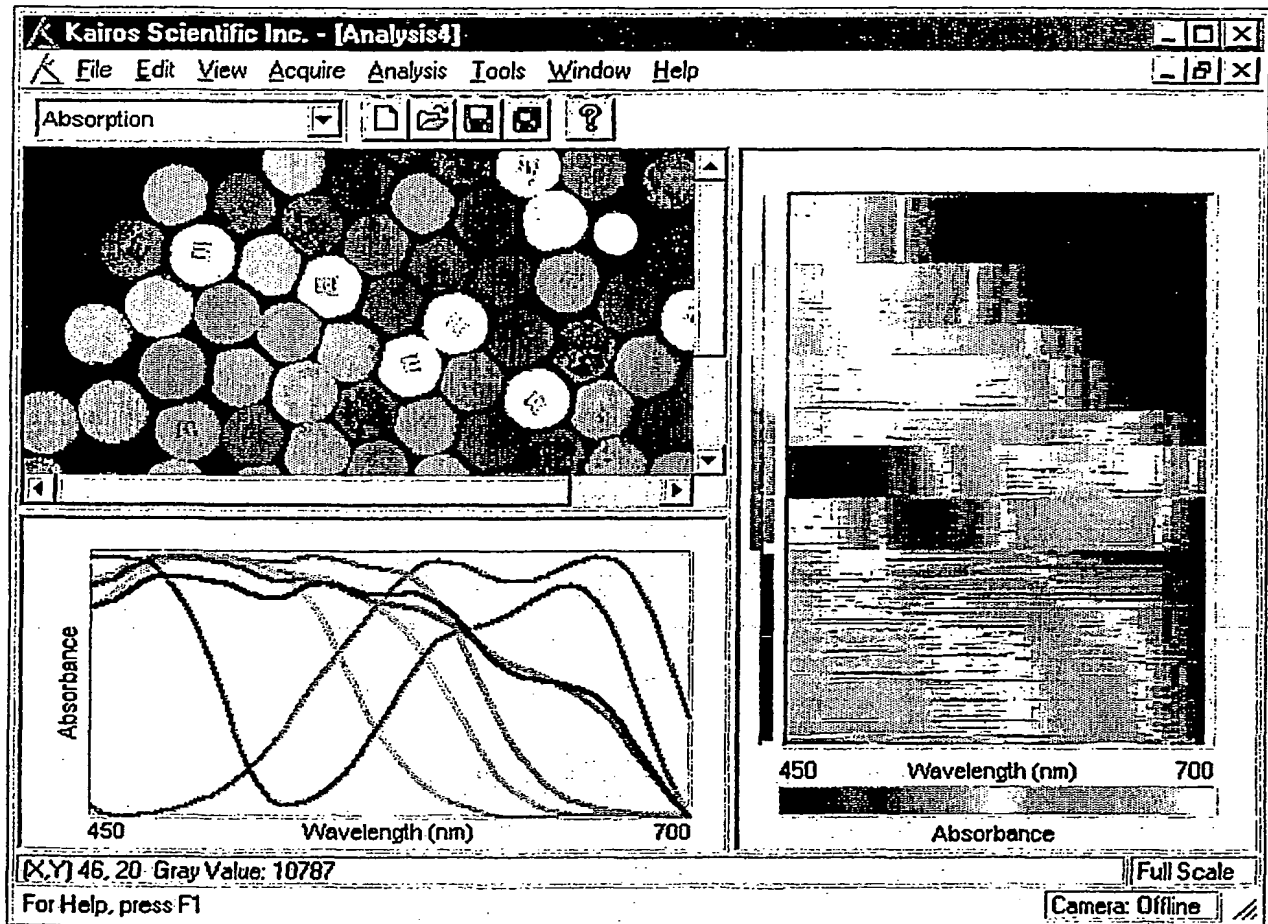 Kairos Scientific Inc. - [Analysis4]
File Edit View Acquire Analysis Tools Window Help
Absorption
Absorbance
450 Wavelength (nm) 700
450 Wavelength (nm) 700
Absorbance
[X,Y] 46, 20 Gray Value: 10787 Full Scale
For Help, press F1 Camera: Offline